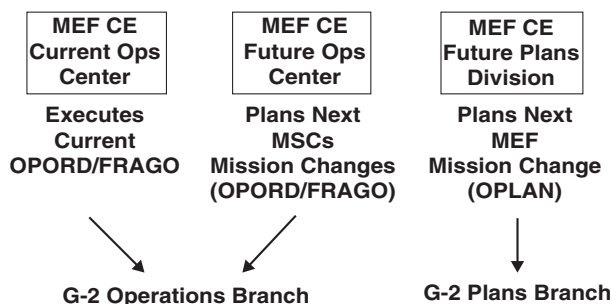 MEF CE
Current Ops
Center
Executes
Current
OPORD/FRAGO
MEF CE
Future Ops
Center
Plans Next
MSCs
Mission Changes
(OPORD/FRAGO)
MEF CE
Future Plans
Division
Plans Next
MEF
Mission Change
(OPLAN)
G-2 Operations Branch
G-2 Plans Branch